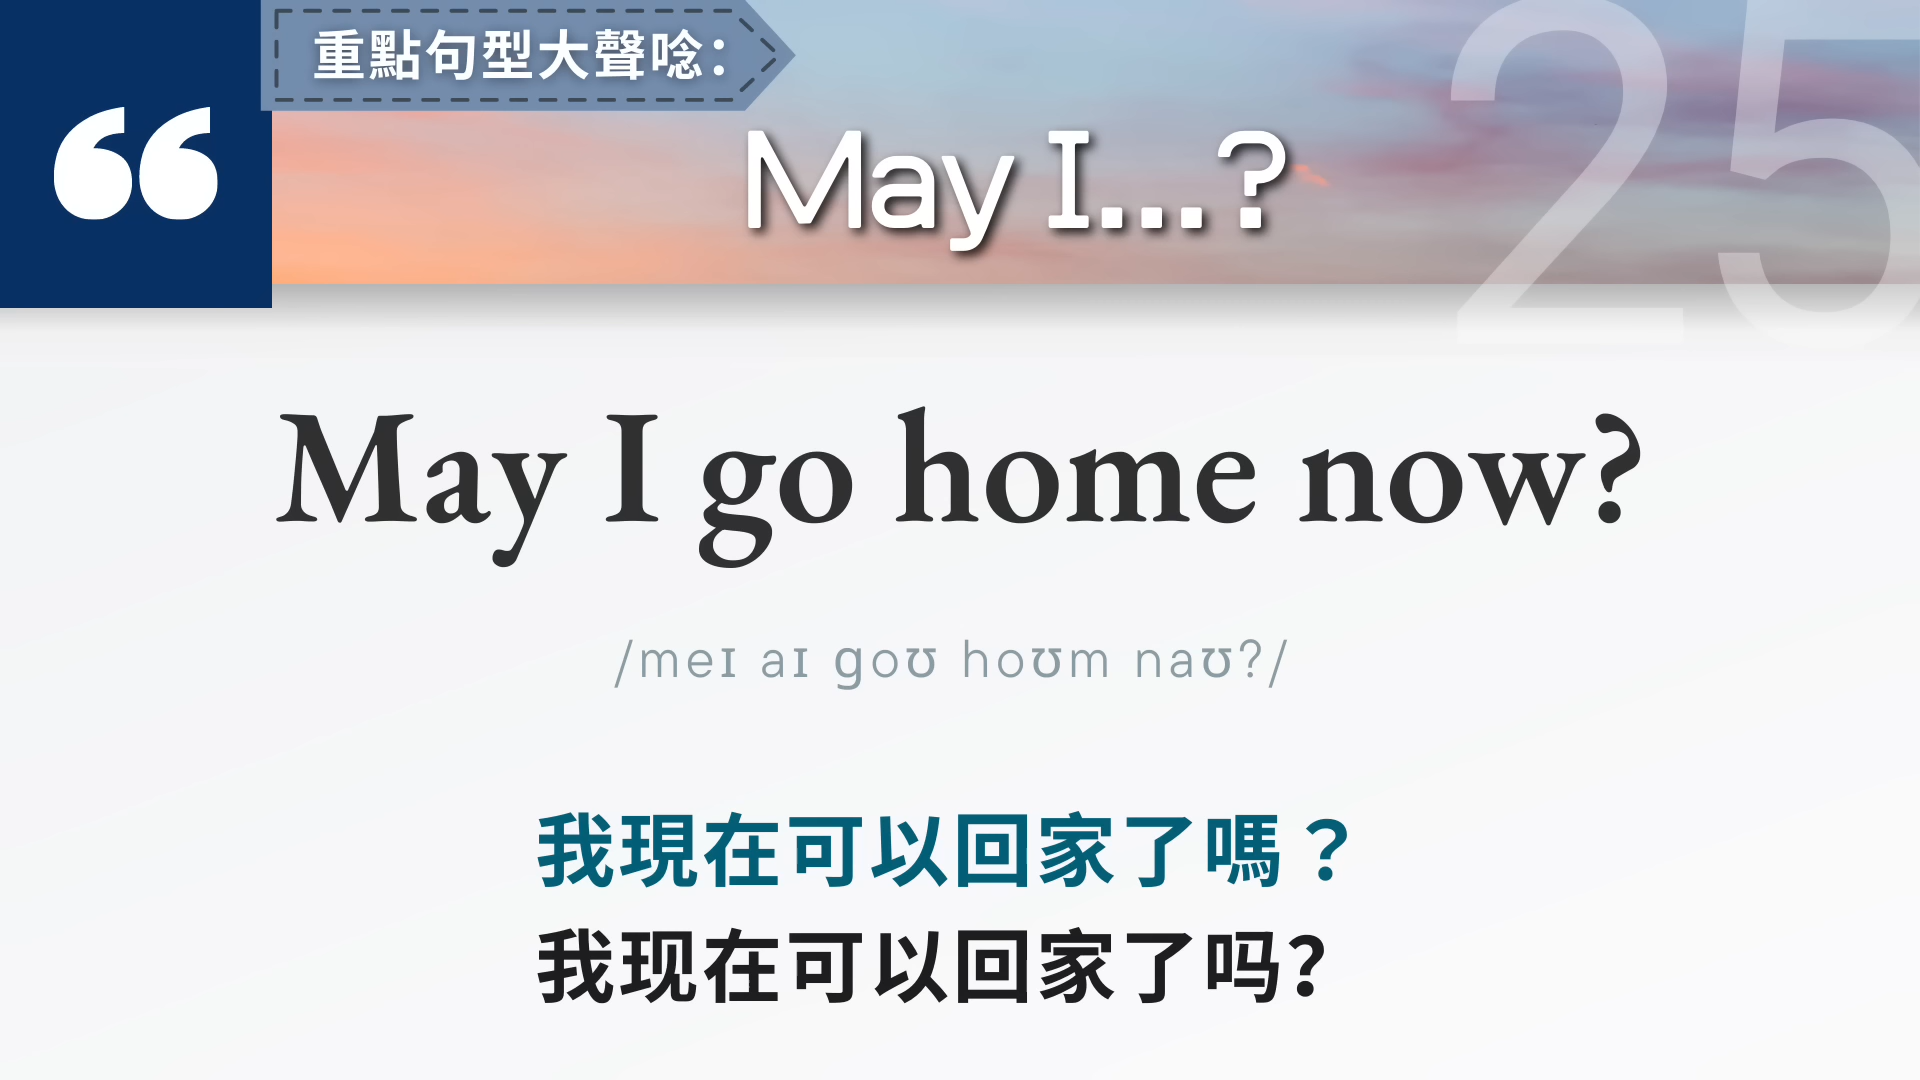 重點句型大聲唸：
25
May I...?
May I go home now?
/meɪ aɪ goʊ hoʊm naʊ?/
我現在可以回家了嗎？
我现在可以回家了吗?